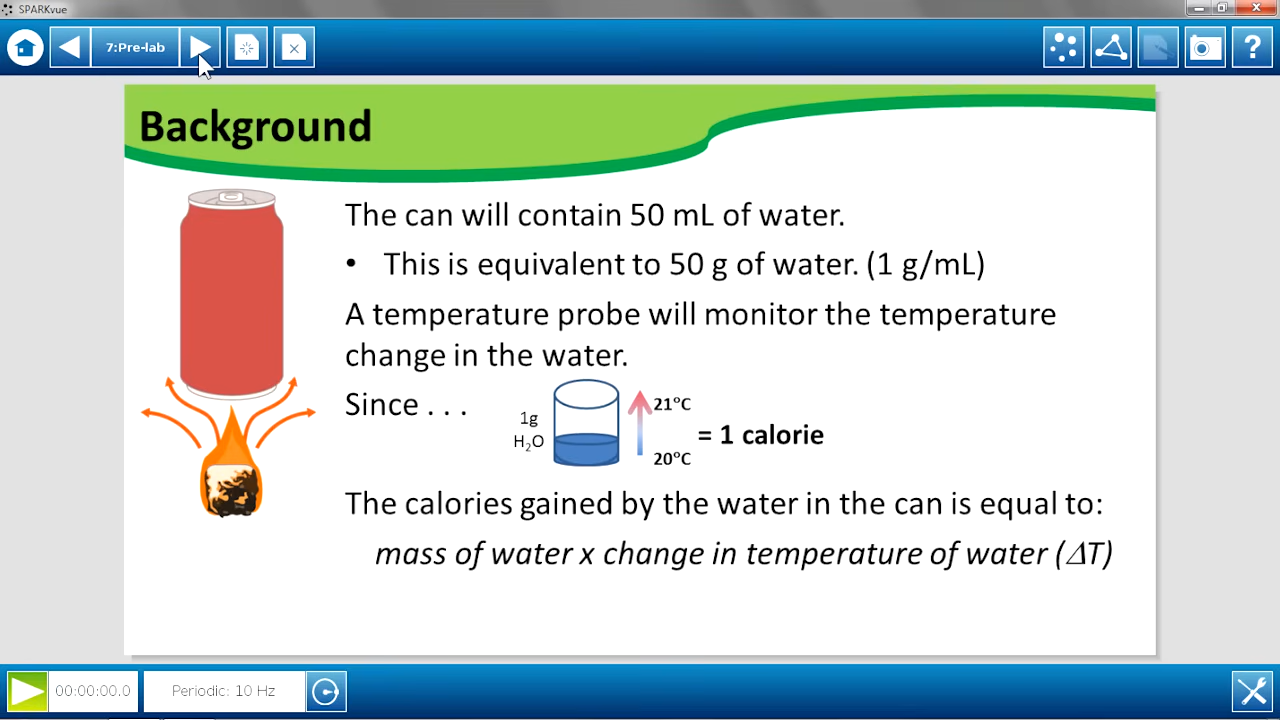 SPARKvue
7:Pre-lab
?
Background
The can will contain 50 mL of water.
• This is equivalent to 50 g of water. (1 g/mL)
A temperature probe will monitor the temperature
change in the water.
Since . . .
1g
H₂O
21°C
20°C
= 1 calorie
The calories gained by the water in the can is equal to:
mass of water x change in temperature of water (ΔT)
00:00:00.0
Periodic: 10 Hz